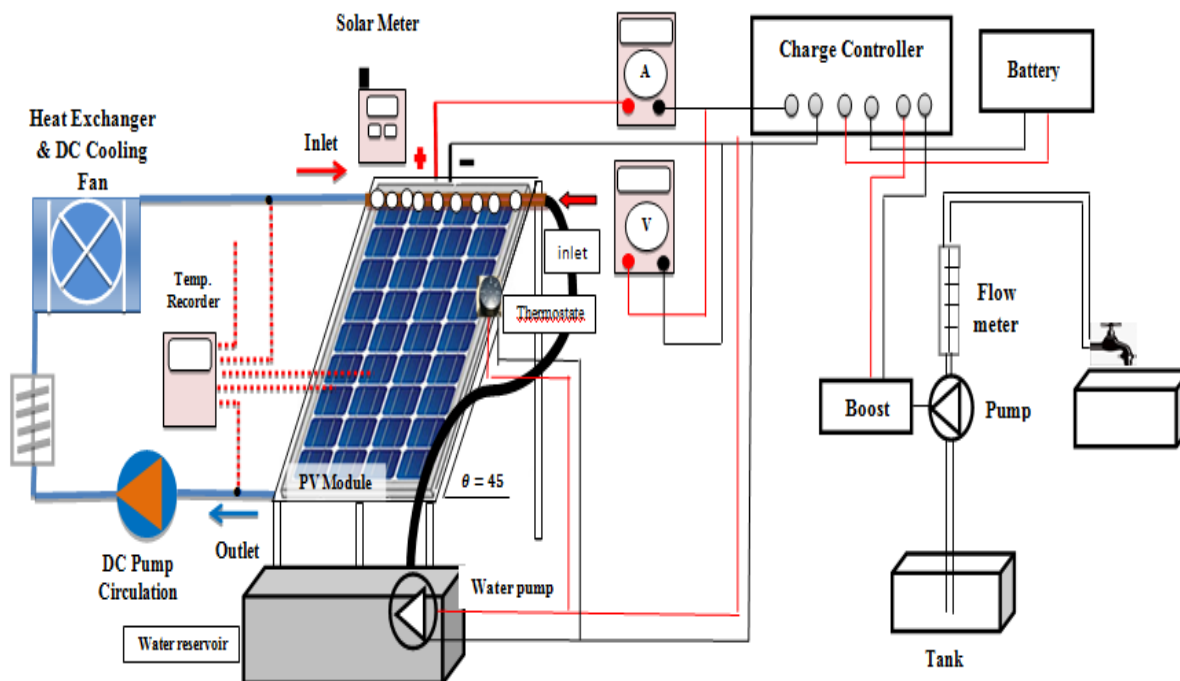 Solar Meter
Charge Controller
Battery
A
Heat Exchanger
& DC Cooling
Fan
Inlet
+
-
V
inlet
Temp.
Recorder
Thermostate
Flow
meter
Boost
Pump
PV Module
θ = 45
Outlet
DC Pump
Circulation
Water pump
Water reservoir
Tank